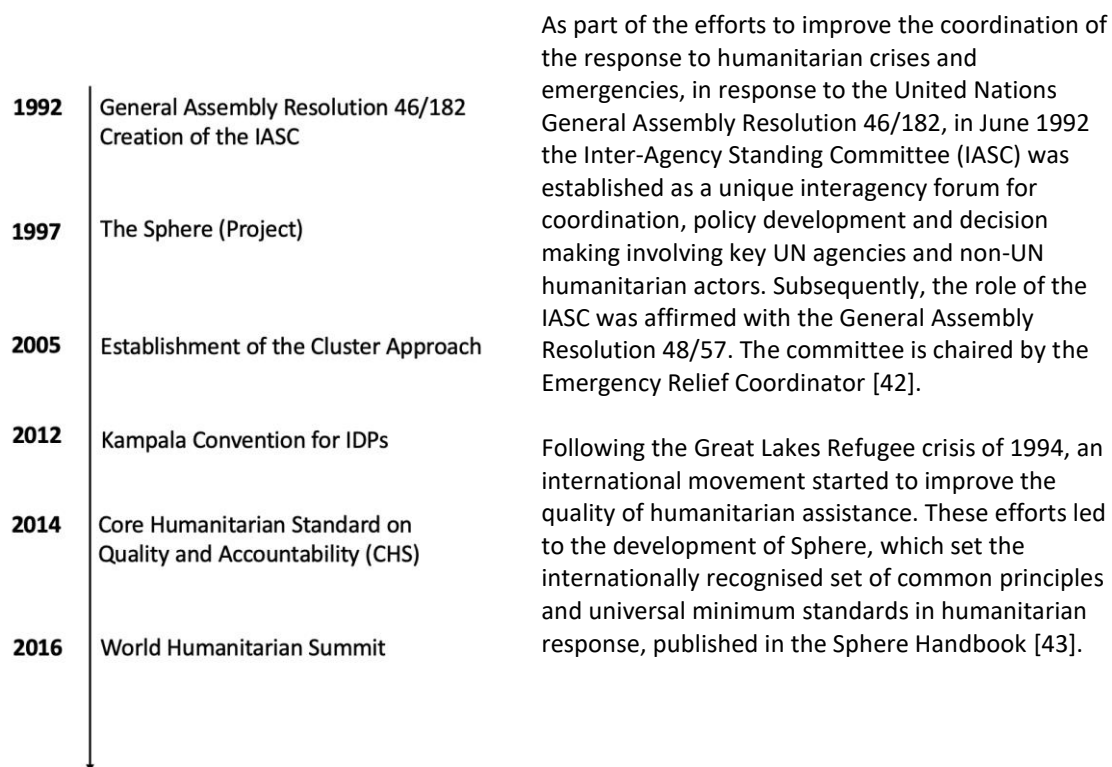 1992
General Assembly Resolution 46/182
Creation of the IASC
1997
The Sphere (Project)
2005
Establishment of the Cluster Approach
2012
Kampala Convention for IDPs
2014
Core Humanitarian Standard on
Quality and Accountability (CHS)
2016
World Humanitarian Summit
As part of the efforts to improve the coordination of
the response to humanitarian crises and
emergencies, in response to the United Nations
General Assembly Resolution 46/182, in June 1992
the Inter-Agency Standing Committee (IASC) was
established as a unique interagency forum for
coordination, policy development and decision
making involving key UN agencies and non-UN
humanitarian actors. Subsequently, the role of the
IASC was affirmed with the General Assembly
Resolution 48/57. The committee is chaired by the
Emergency Relief Coordinator [42].
Following the Great Lakes Refugee crisis of 1994, an
international movement started to improve the
quality of humanitarian assistance. These efforts led
to the development of Sphere, which set the
internationally recognised set of common principles
and universal minimum standards in humanitarian
response, published in the Sphere Handbook [43].